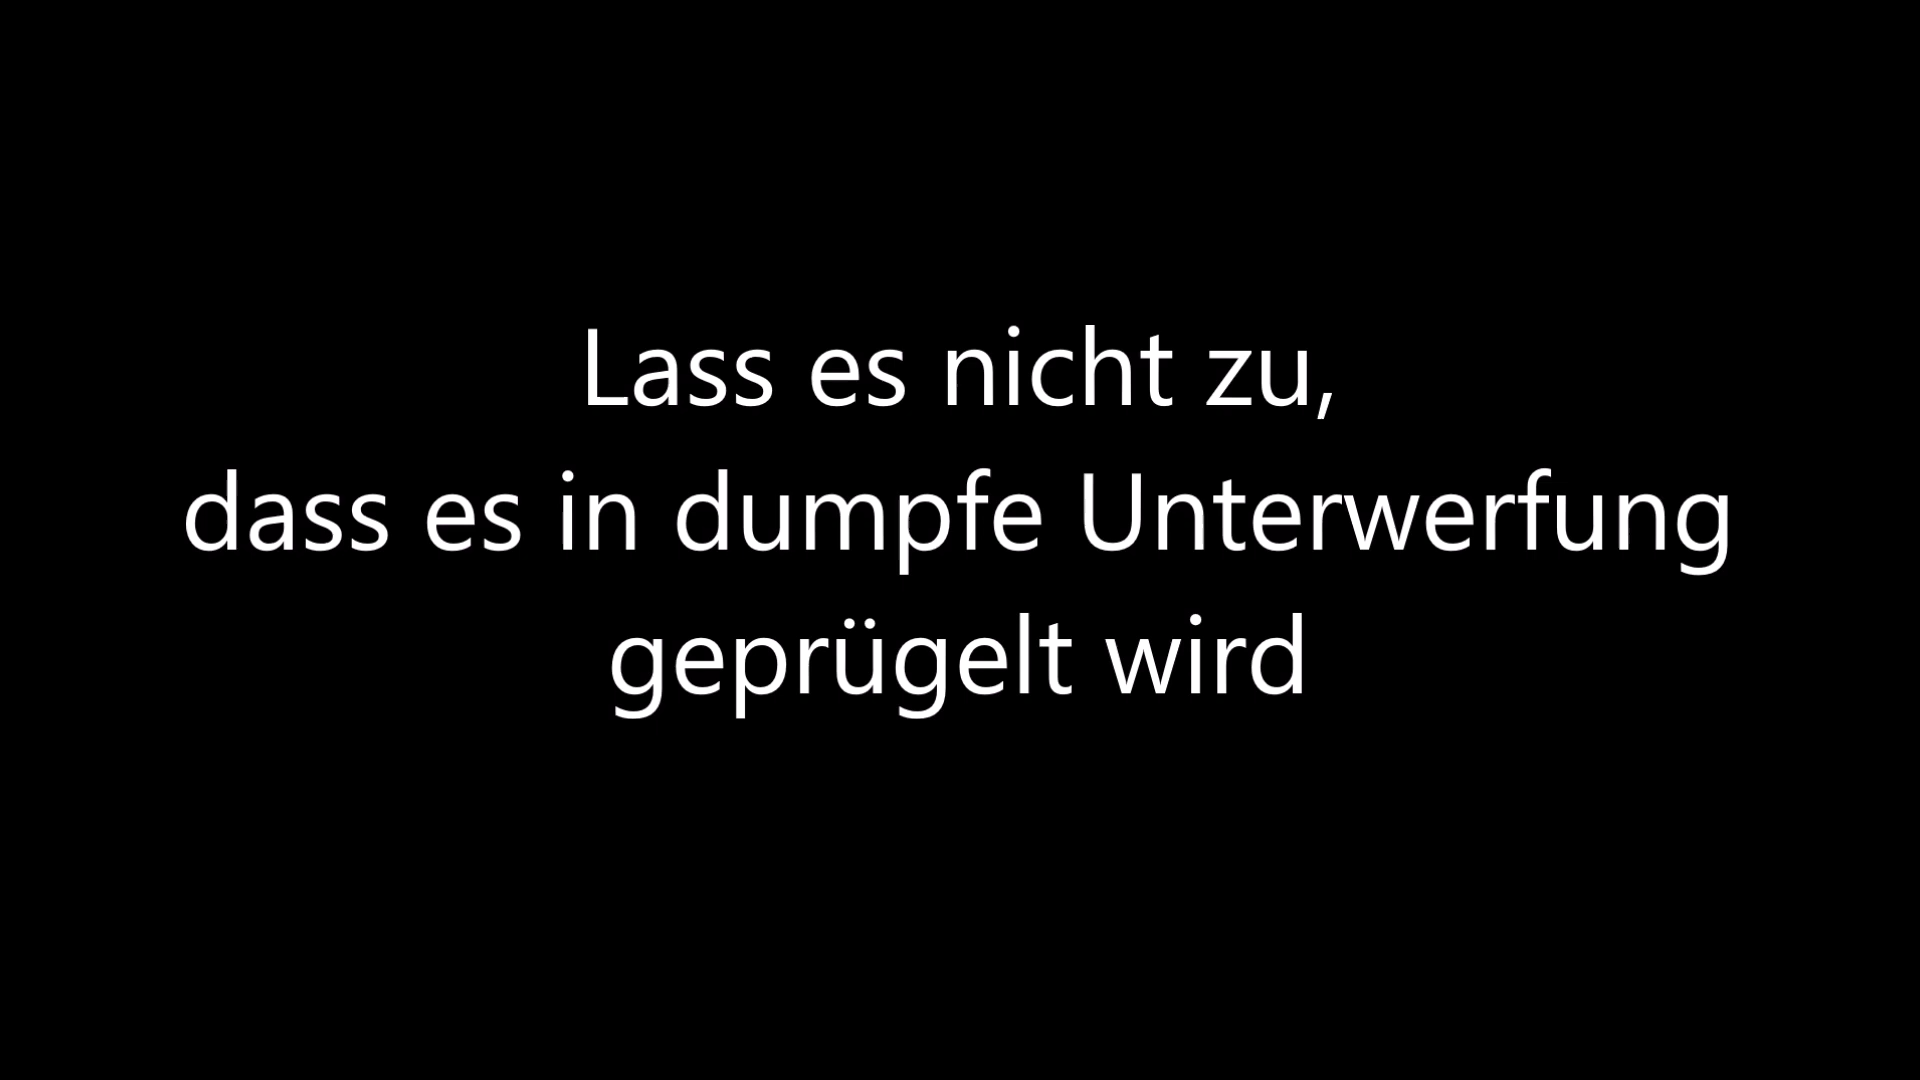 Lass es nicht zu,
dass es in dumpfe Unterwerfung
geprügelt wird